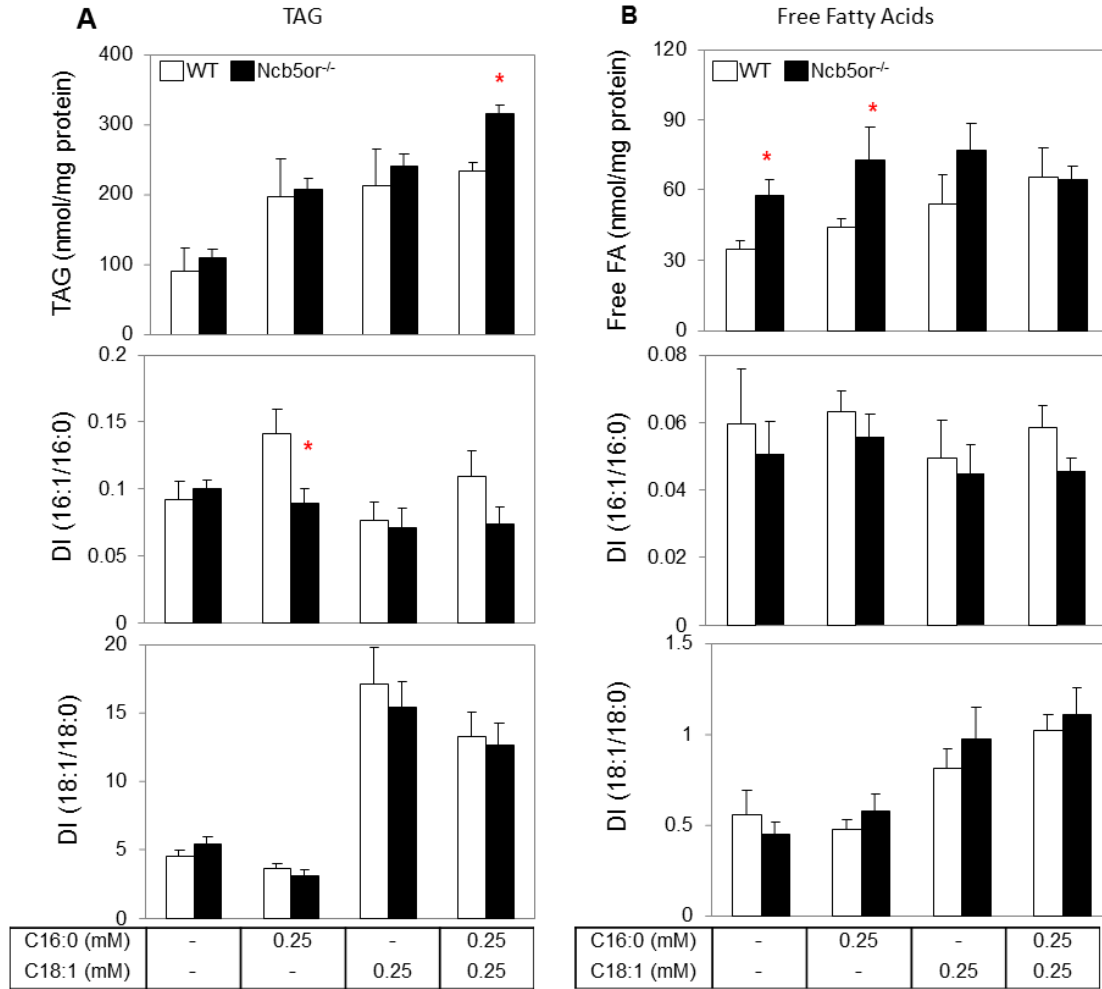 A TAG
TAG (nmol/mg protein)
400
300
200
100
0
WT Ncb5or-/-
*
DI (16:1/16:0)
0.2
0.15
0.1
0.05
0
*
DI (18:1/18:0)
20
15
10
5
0
C16:0 (mM) - 0.25 - 0.25
C18:1 (mM) - - 0.25 0.25
B Free Fatty Acids
Free FA (nmol/mg protein)
120
90
60
30
0
WT Ncb5or-/-
* *
DI (16:1/16:0)
0.08
0.06
0.04
0.02
0
DI (18:1/18:0)
1.5
1
0.5
0
C16:0 (mM) - 0.25 - 0.25
C18:1 (mM) - - 0.25 0.25